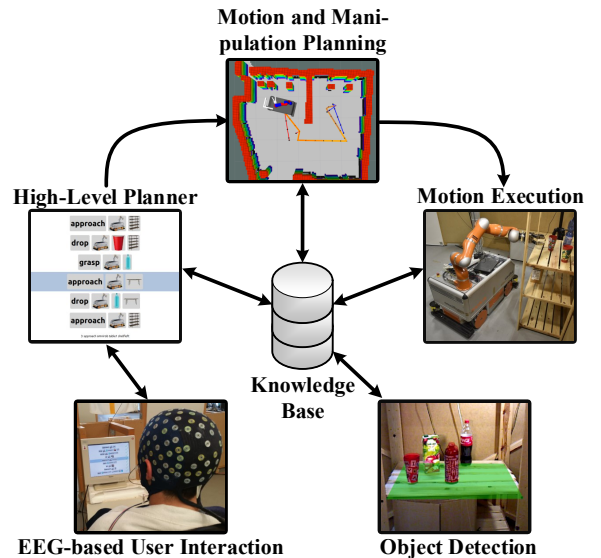 Motion and Mani-
pulation Planning
High-Level Planner
Motion Execution
approach
drop
grasp
approach
drop
approach
Knowledge
Base
EEG-based User Interaction
Object Detection